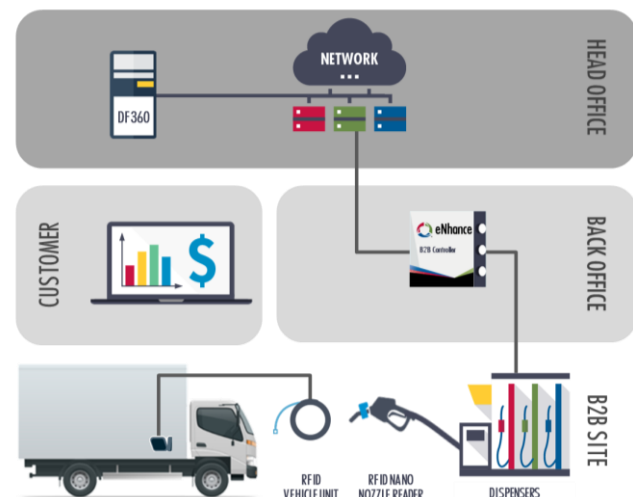 NETWORK
DF360
HEAD OFFICE
CUSTOMER
eNhance
B2B Controller
BACK OFFICE
B2B SITE
RFID
VEHICLE UNIT
RFID NANO
NOZZLE READER
DISPENSERS